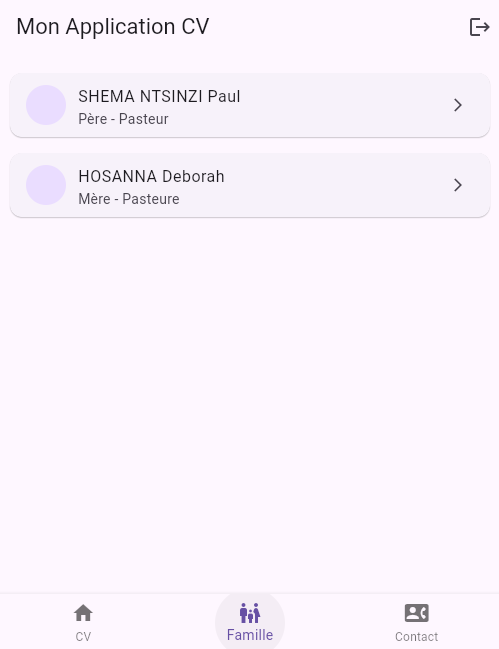 Mon Application CV
SHEMA NTSINZI Paul
Père - Pasteur
HOSANNA Deborah
Mère - Pasteure
CV
Famille
Contact